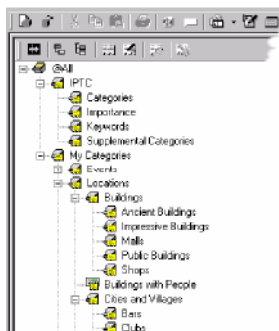 @All
IPTC
Categories
Importance
Keywords
Supplemental Categories
My Categories
Events
Locations
Buildings
Ancient Buildings
Impressive Buildings
Malls
Public Buildings
Shops
Buildings with People
Cities and Villages
Bars
Clubs